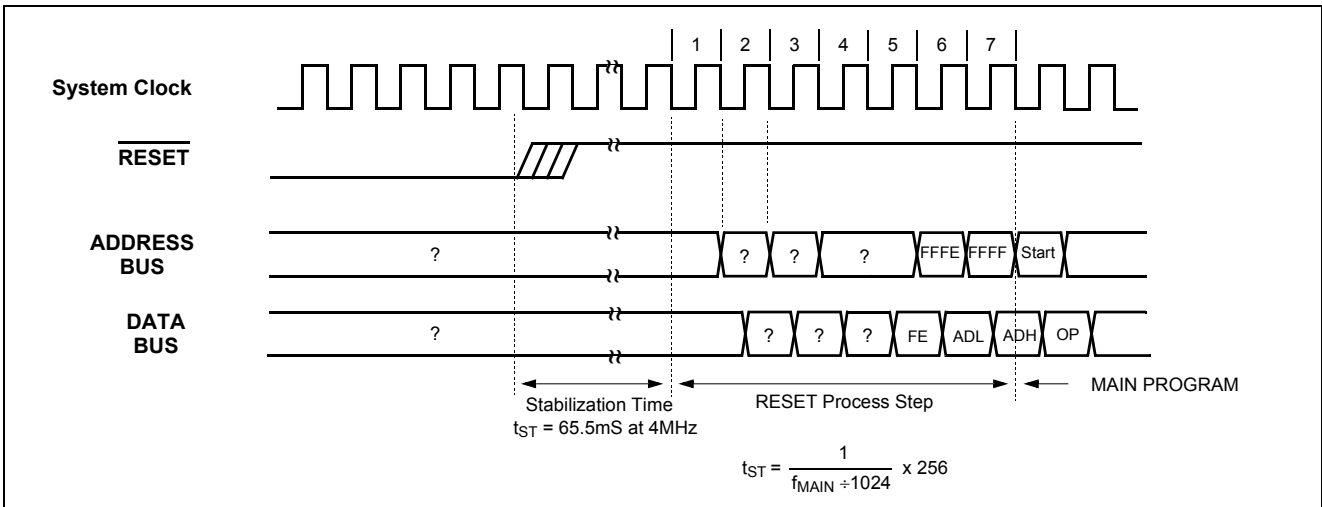 1 2 3 4 5 6 7
System Clock
RESET
ADDRESS
BUS
? ? ? ? FFFE FFFF Start
DATA
BUS
? ? ? ? FE ADL ADH OP
Stabilization Time
tST = 65.5mS at 4MHz
RESET Process Step
MAIN PROGRAM
tST = 1 / fMAIN ÷1024 x 256